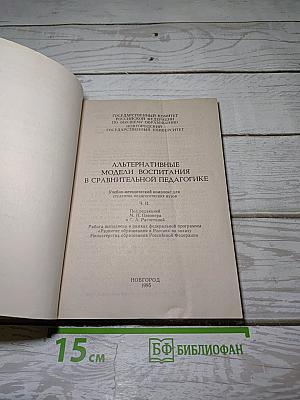 ГОСУДАРСТВЕННЫЙ КОМИТЕТ
РОССИЙСКОЙ ФЕДЕРАЦИИ
ПО ВЫСШЕМУ ОБРАЗОВАНИЮ
НОВГОРОДСКИЙ
ГОСУДАРСТВЕННЫЙ УНИВЕРСИТЕТ
АЛЬТЕРНАТИВНЫЕ
МОДЕЛИ ВОСПИТАНИЯ
В СРАВНИТЕЛЬНОЙ ПЕДАГОГИКЕ
Учебно-методический комплекс для
студентов педагогических вузов
Ч. II.
Под редакцией
М. Н. Певзнера
и С. А. Расчетиной
Работа выполнена в рамках федеральной программы
«Развитие образования в России» по заказу
Министерства образования Российской Федерации
НОВГОРОД
1995
15 см
БФ БИБЛИОФАН